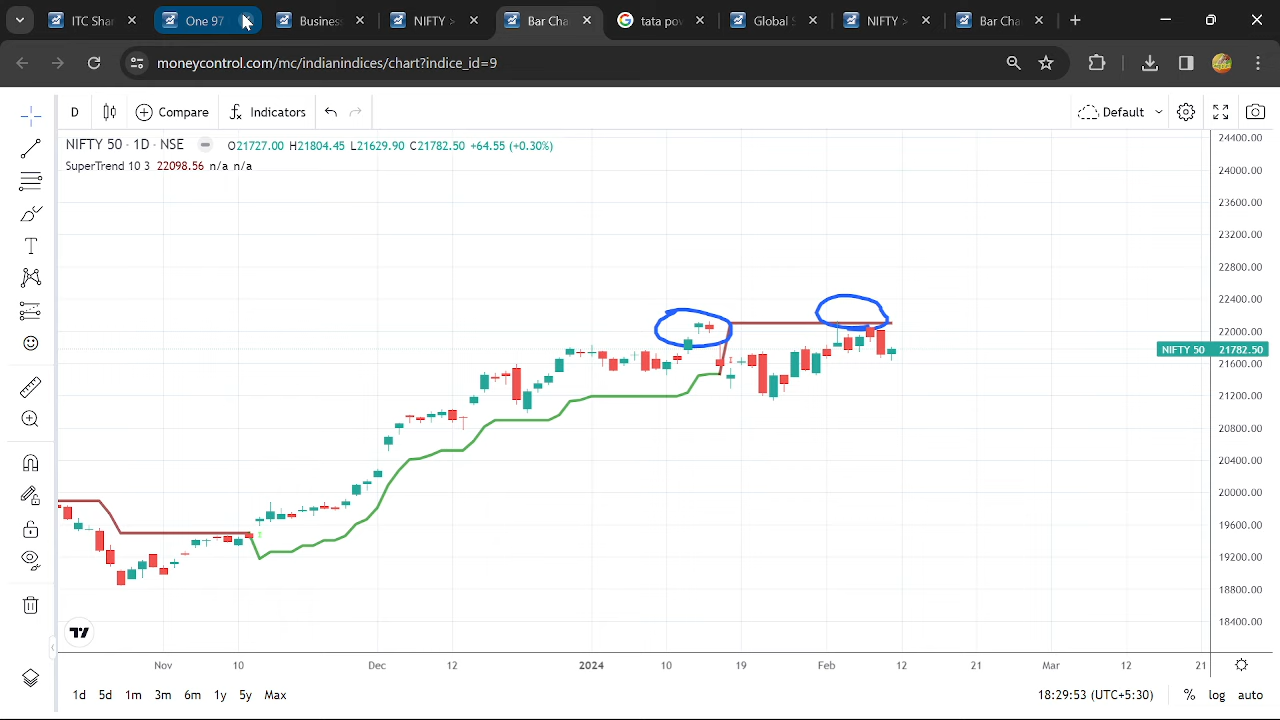 ITC Shar
One 97
Business
NIFTY >
Bar Cha
G tata pov
Global S
NIFTY >
Bar Cha
moneycontrol.com/mc/indianindices/chart?indice_id=9
D
Compare
Indicators
Default
NIFTY 50 · 1D · NSE O21727.00 H21804.45 L21629.90 C21782.50 +64.55 (+0.30%)
SuperTrend 10 3 22098.56 n/a n/a
24400.00
24000.00
23600.00
23200.00
22800.00
22400.00
22000.00
NIFTY 50 21782.50
21600.00
21200.00
20800.00
20400.00
20000.00
19600.00
19200.00
18800.00
18400.00
Nov 10 Dec 12 2024 10 19 Feb 12 21 Mar 12 21
1d 5d 1m 3m 6m 1y 5y Max 18:29:53 (UTC+5:30) % log auto